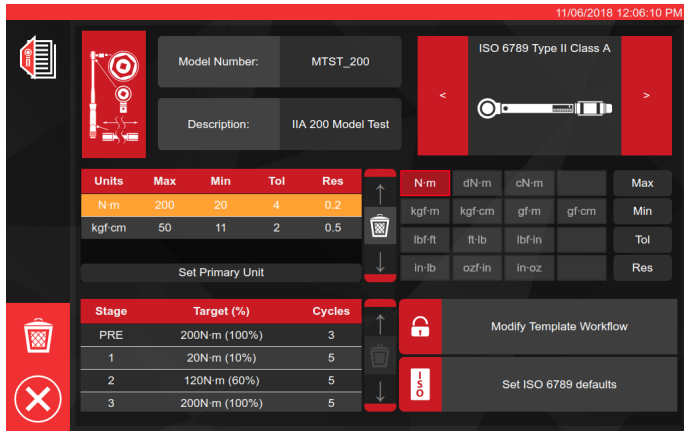 11/06/2018 12:06:10 PM
Model Number: MTST_200
Description: IIA 200 Model Test
ISO 6789 Type II Class A
< >
Units Max Min Tol Res
N·m 200 20 4 0.2
kgf·cm 50 11 2 0.5
Set Primary Unit
N·m dN·m cN·m Max
kgf·m kgf·cm gf·m gf·cm Min
lbf·ft ft·lb lbf·in Tol
in·lb ozf·in in·oz Res
Stage Target (%) Cycles
PRE 200N·m (100%) 3
1 20N·m (10%) 5
2 120N·m (60%) 5
3 200N·m (100%) 5
1
Modify Template Workflow
ISO
Set ISO 6789 defaults